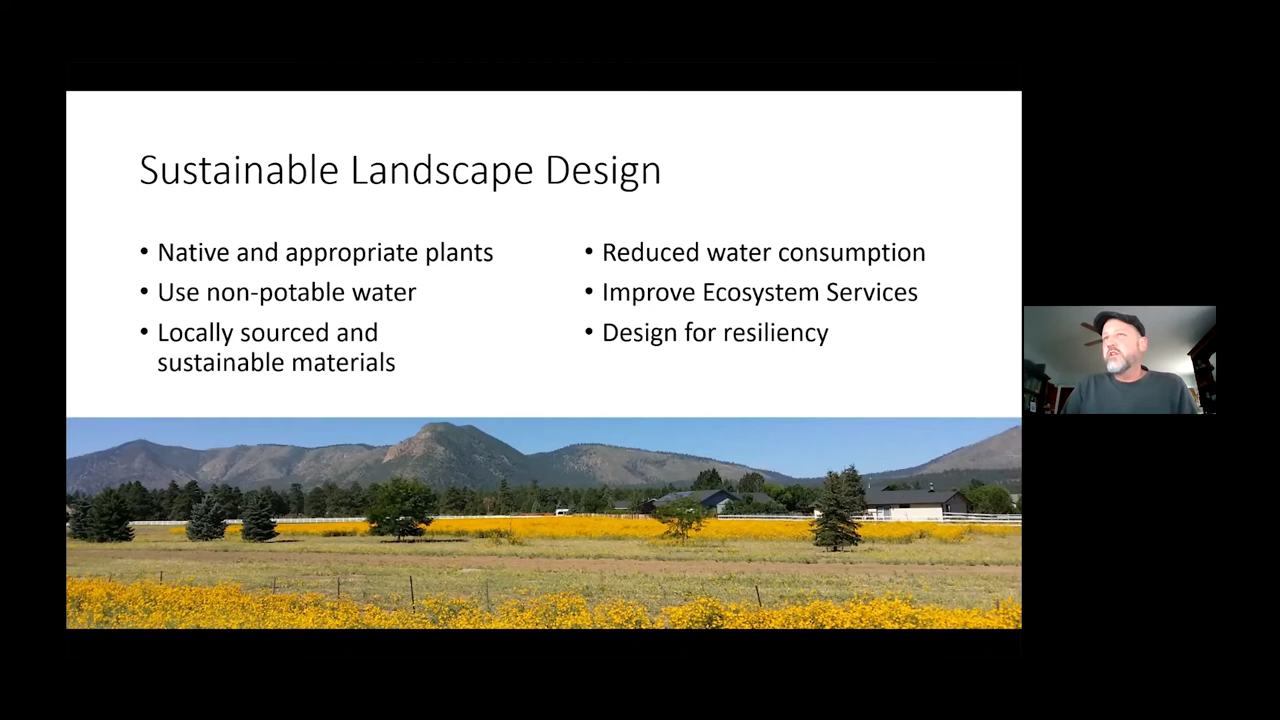 Sustainable Landscape Design
• Native and appropriate plants
• Use non-potable water
• Locally sourced and
sustainable materials
• Reduced water consumption
• Improve Ecosystem Services
• Design for resiliency